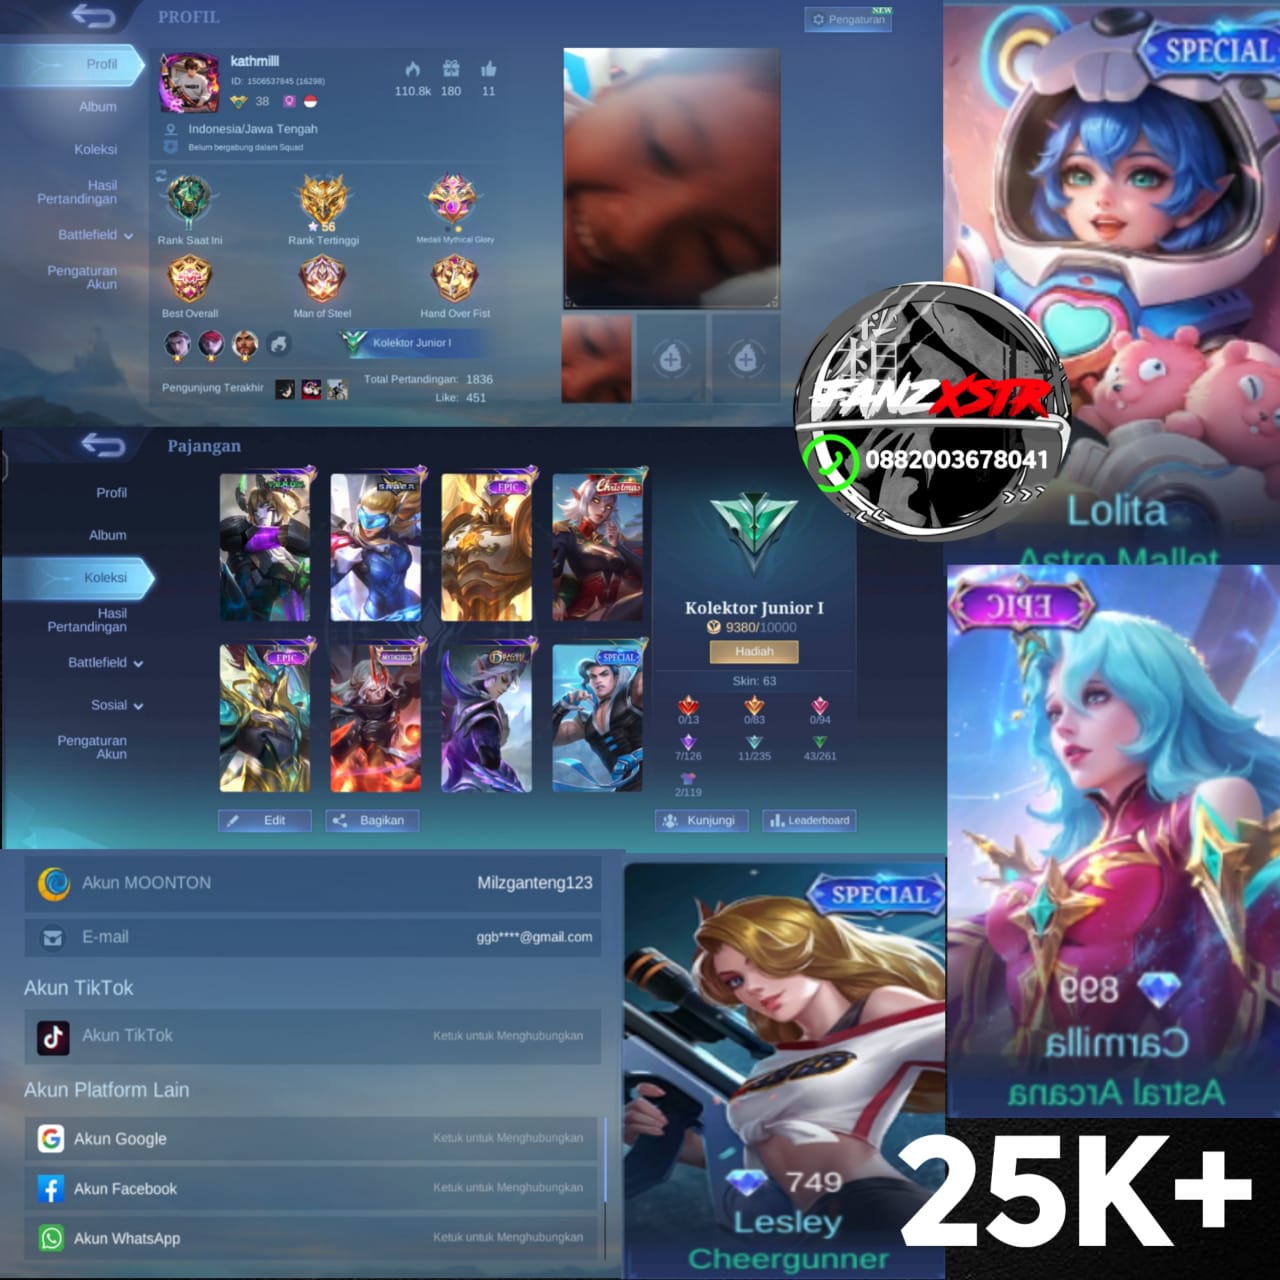 PROFIL
NEW
Pengaturan
Profil
Album
Koleksi
Hasil
Pertandingan
Battlefield
Pengaturan
Akun
kathmilll
ID: 1506537845 (16298)
38
110.8k 180 11
Indonesia/Jawa Tengah
Belum bergabung dalam Squad
56
Rank Saat Ini
Rank Tertinggi
Medali Mythical Glory
Best Overall
Man of Steel
Hand Over Fist
Kolektor Junior I
Pengunjung Terakhir
Total Pertandingan: 1836
Like: 451
SPECIAL
Lolita
Astro Mallet
FANZXSTR
0882003678041
Pajangan
Profil
Album
Koleksi
Hasil
Pertandingan
Battlefield
Sosial
Pengaturan
Akun
SABER
EPIC
Christmas
EPIC
SPECIAL
Kolektor Junior I
9380/10000
Hadiah
Skin: 63
0/13 0/83 0/94
7/126 11/235 43/261
2/119
Edit
Bagikan
Kunjungi
Leaderboard
EPIC
899
Carmilla
Astral Arcana
Akun MOONTON
Milzganteng123
E-mail
ggb****@gmail.com
Akun TikTok
Akun TikTok
Ketuk untuk Menghubungkan
Akun Platform Lain
Akun Google
Ketuk untuk Menghubungkan
Akun Facebook
Ketuk untuk Menghubungkan
Akun WhatsApp
Ketuk untuk Menghubungkan
SPECIAL
749
Lesley
Cheergunner
25K+